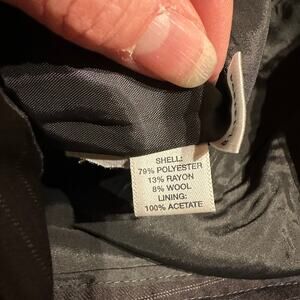 SHELL:
79% POLYESTER
13% RAYON
8% WOOL
LINING:
100% ACETATE